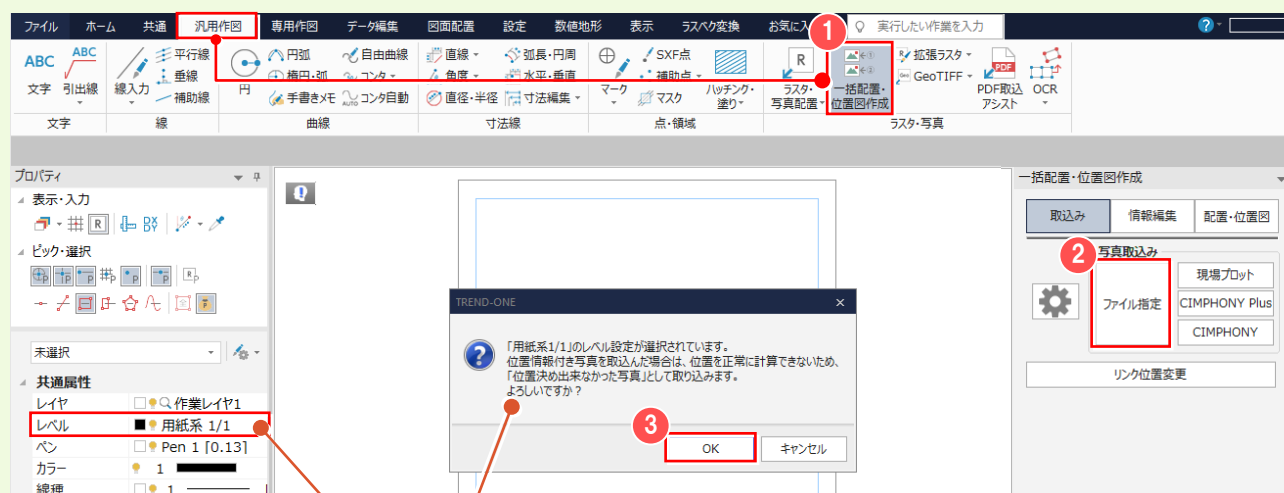 ファイル ホーム 共通 汎用作図 専用作図 データ編集 図面配置 設定 数値地形 表示 ラスベク変換 お気に入 1 実行したい作業を入力 ?
ABC ABC 平行線 円弧 自由曲線 直線 弧長・円周 SXF点 R 拡張ラスタ PDF
垂線 楕円・弧 コンタ 角度 水平・垂直 補助点 GeoTIFF
文字 引出線 線入力 補助線 円 手書きメモ コンタ自動 直径・半径 寸法編集 マーク マスク ハッチング・塗り ラスタ・写真配置 一括配置・位置図作成 PDF取込アシスト OCR
文字 線 曲線 寸法線 点・領域 ラスタ・写真
プロパティ
表示・入力
R
ピック・選択
未選択
共通属性
レイヤ 作業レイヤ1
レベル 用紙系 1/1
ペン Pen 1 [0.13]
カラー 1
線種 1
TREND-ONE ×
「用紙系1/1」のレベル設定が選択されています。
位置情報付き写真を取込んだ場合は、位置を正常に計算できないため、
「位置決め出来なかった写真」として取り込みます。
よろしいですか？
3
OK キャンセル
一括配置・位置図作成
取込み 情報編集 配置・位置図
2 写真取込み
ファイル指定
現場プロット
CIMPHONY Plus
CIMPHONY
リンク位置変更